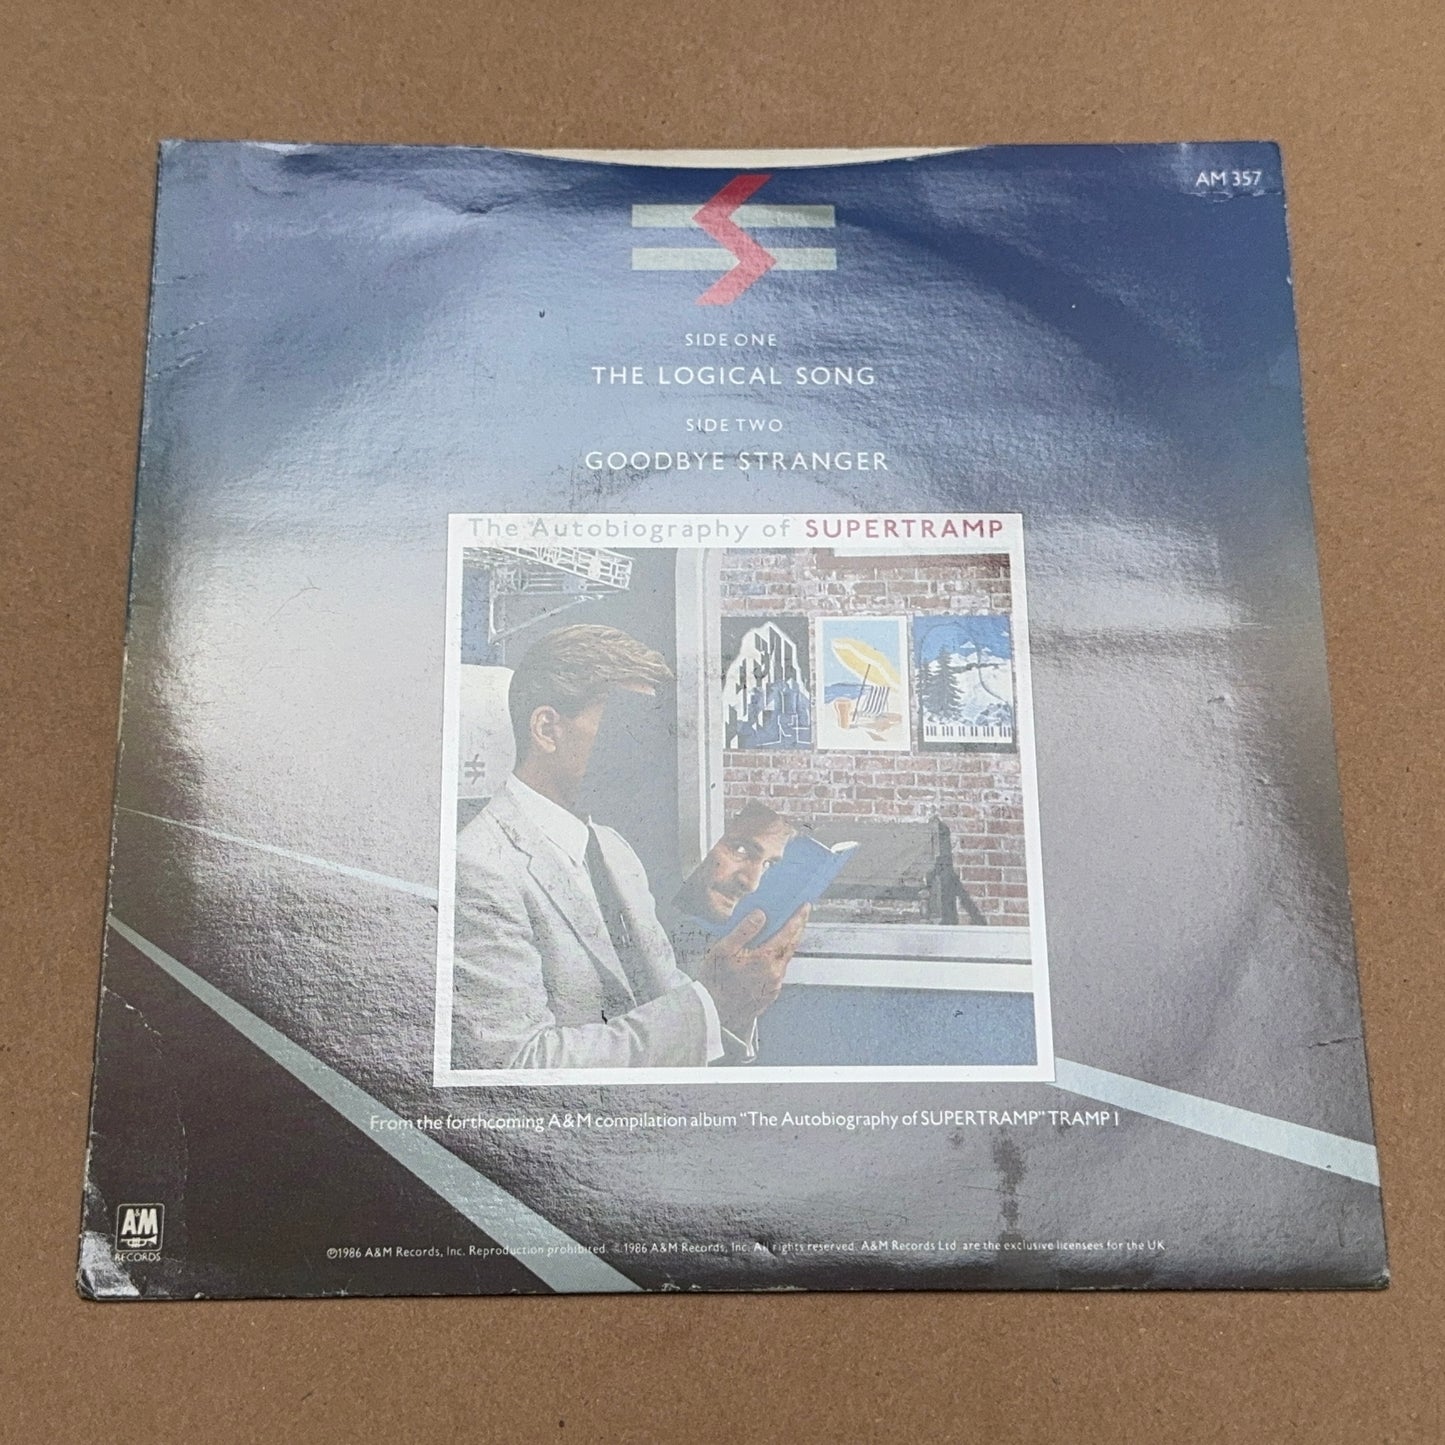 AM 357
SIDE ONE
THE LOGICAL SONG
SIDE TWO
GOODBYE STRANGER
The Autobiography of SUPERTRAMP
From the forthcoming A&M compilation album "The Autobiography of SUPERTRAMP" TRAMP 1
A&M
RECORDS
℗1986 A&M Records, Inc. Reproduction prohibited. ©1986 A&M Records, Inc. All rights reserved. A&M Records Ltd. are the exclusive licensees for the UK